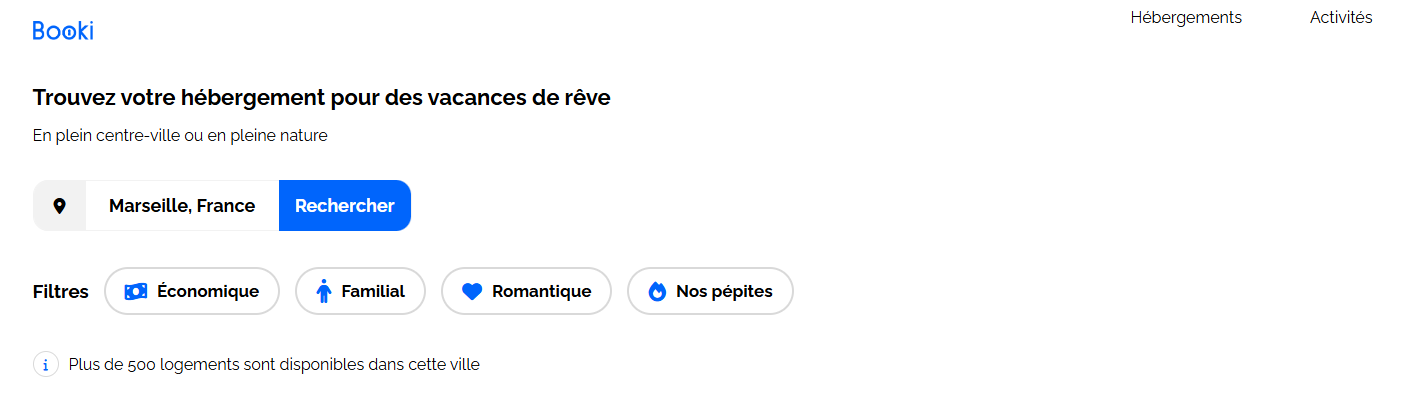 Booki
Hébergements
Activités
Trouvez votre hébergement pour des vacances de rêve
En plein centre-ville ou en pleine nature
Marseille, France
Rechercher
Filtres
Économique
Familial
Romantique
Nos pépites
i Plus de 500 logements sont disponibles dans cette ville